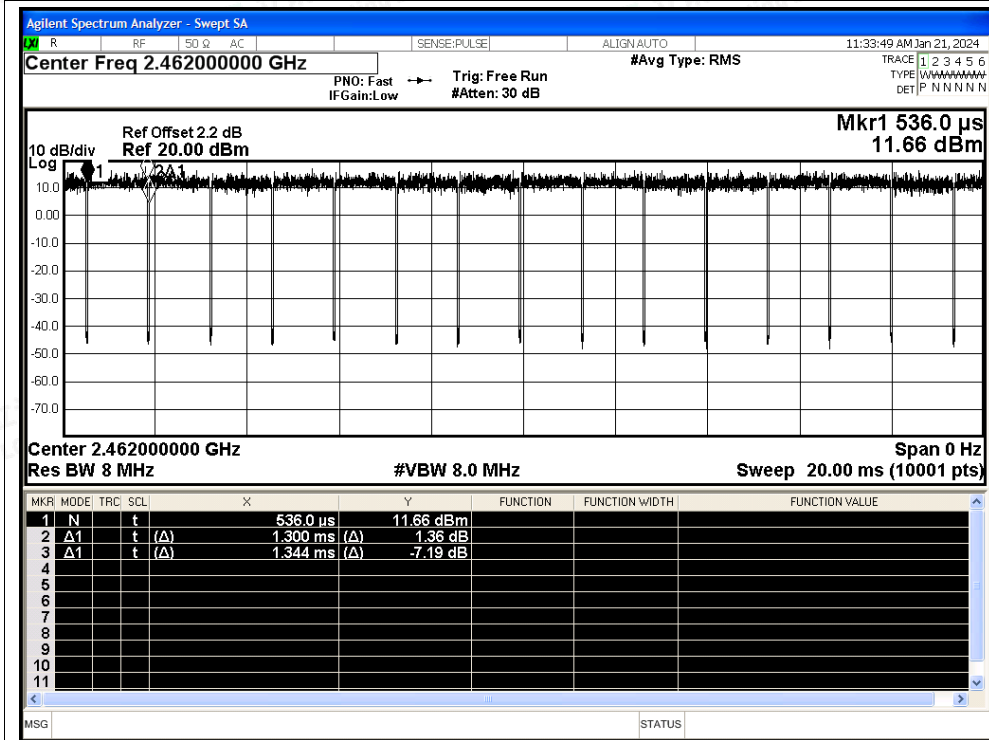 Agilent Spectrum Analyzer - Swept SA
LXI R RF 50 Ω AC SENSE:PULSE ALIGN AUTO 11:33:49 AM Jan 21, 2024
Center Freq 2.462000000 GHz
PNO: Fast
IFGain:Low
Trig: Free Run
#Atten: 30 dB
#Avg Type: RMS
TRACE 1 2 3 4 5 6
TYPE
DET P N N N N N
Mkr1 536.0 µs
11.66 dBm
Ref Offset 2.2 dB
10 dB/div Ref 20.00 dBm
Log
1 2Δ1
10.0
0.00
-10.0
-20.0
-30.0
-40.0
-50.0
-60.0
-70.0
Center 2.462000000 GHz Span 0 Hz
Res BW 8 MHz #VBW 8.0 MHz Sweep 20.00 ms (10001 pts)
MKR MODE TRC SCL X Y FUNCTION FUNCTION WIDTH FUNCTION VALUE
1 N t 536.0 µs 11.66 dBm
2 Δ1 t (Δ) 1.300 ms (Δ) 1.36 dB
3 Δ1 t (Δ) 1.344 ms (Δ) -7.19 dB
4
5
6
7
8
9
10
11
MSG STATUS